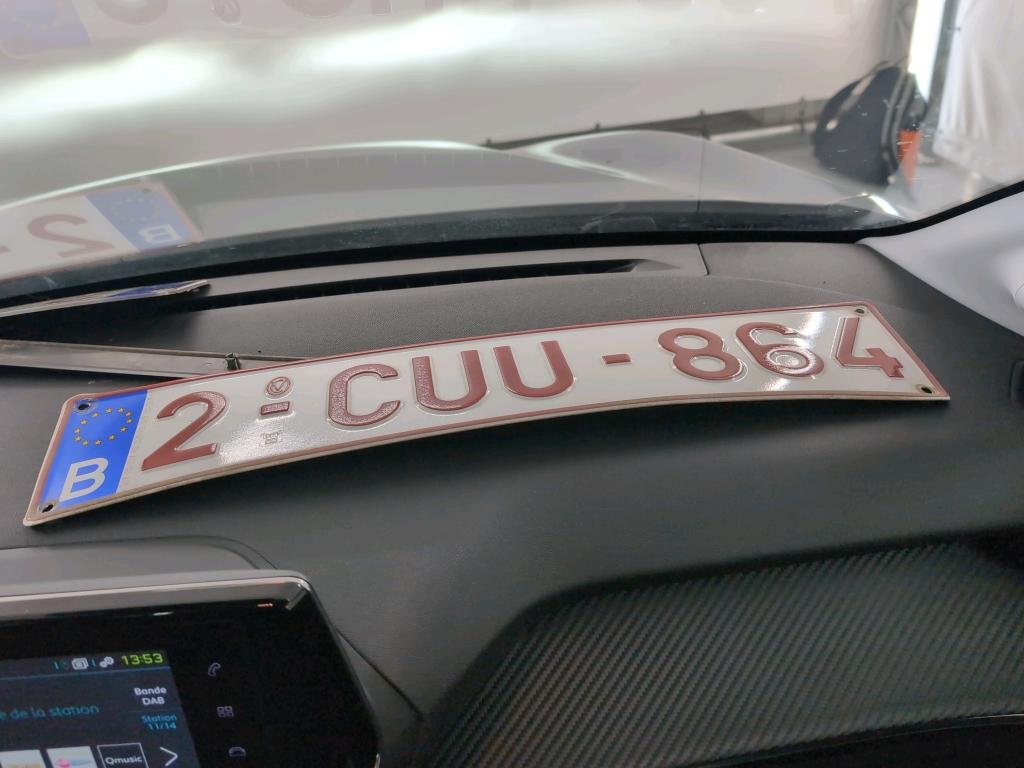 B 2 CUU-864
13:53
Bande
DAB
e de la station
Station
11/14
Qmusic